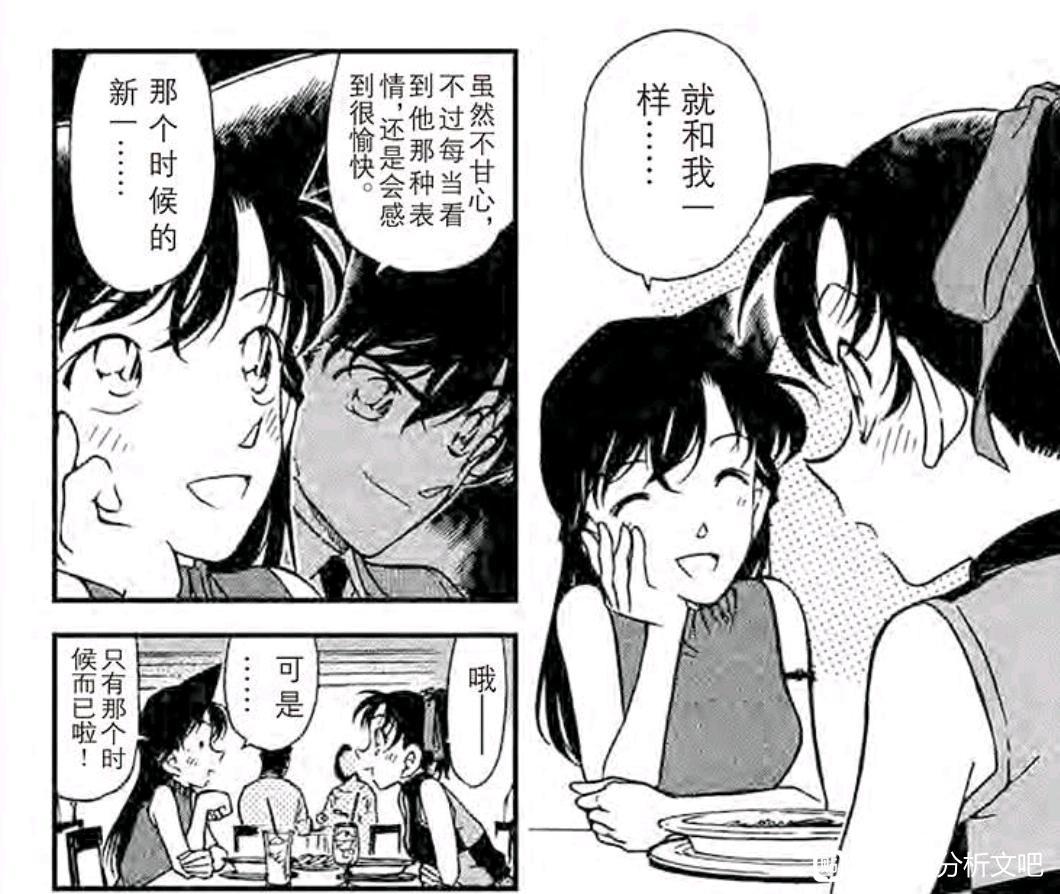 就和我一
样……
虽然不甘心，
不过每当看
到他那种表
情，还是会感
到很愉快。
那个时候的
新一……
哦——
可是
……
只有那个时
候而已啦！
分析文吧